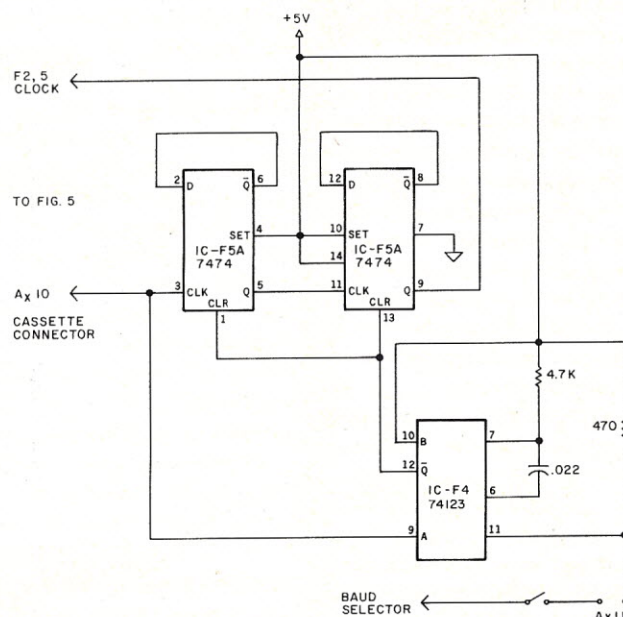 +5V
F2,5
CLOCK
2
D
Q̅
6
12
D
Q̅
8
TO FIG. 5
SET
4
10
SET
7
IC-F5A
7474
14
IC-F5A
7474
Ax10
3
CLK
Q
5
11
CLK
Q
9
CLR
1
CLR
13
CASSETTE
CONNECTOR
4.7K
10
B
7
470
12
Q̅
.022
IC-F4
74123
6
9
A
11
BAUD
SELECTOR